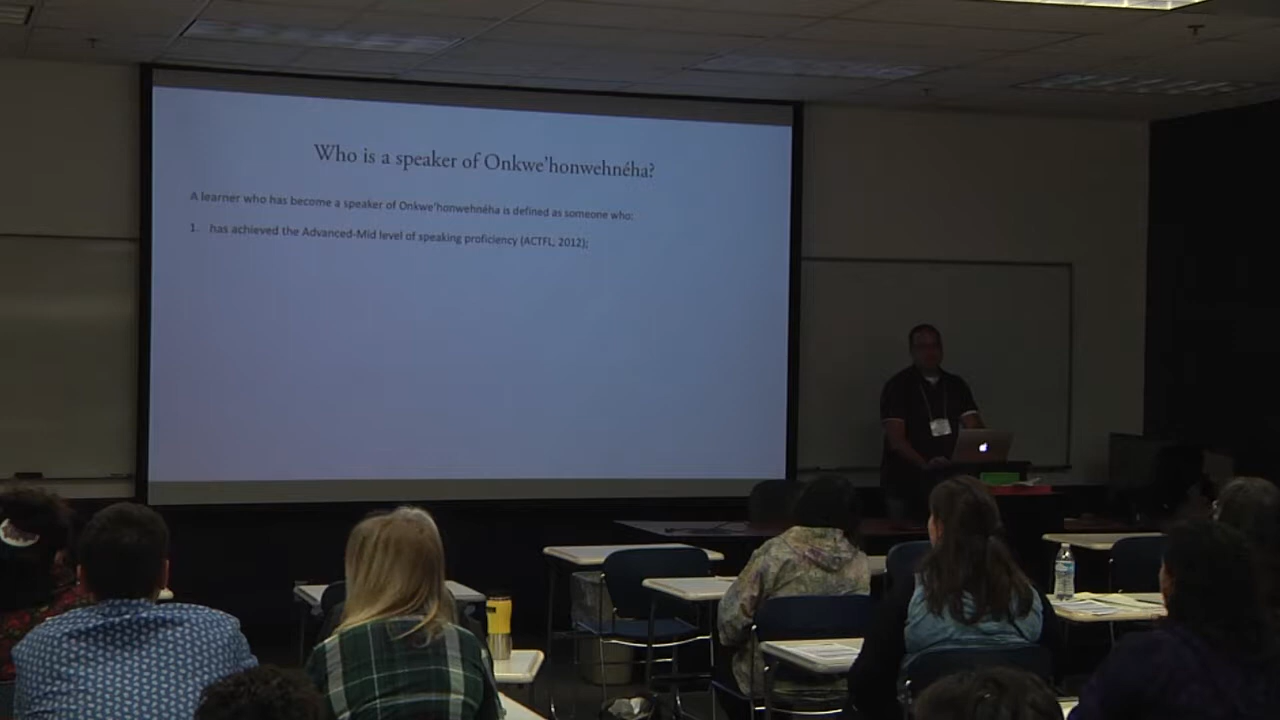 Who is a speaker of Onkwe'honwehnéha?
A learner who has become a speaker of Onkwe'honwehnéha is defined as someone who:
1. has achieved the Advanced-Mid level of speaking proficiency (ACTFL, 2012);